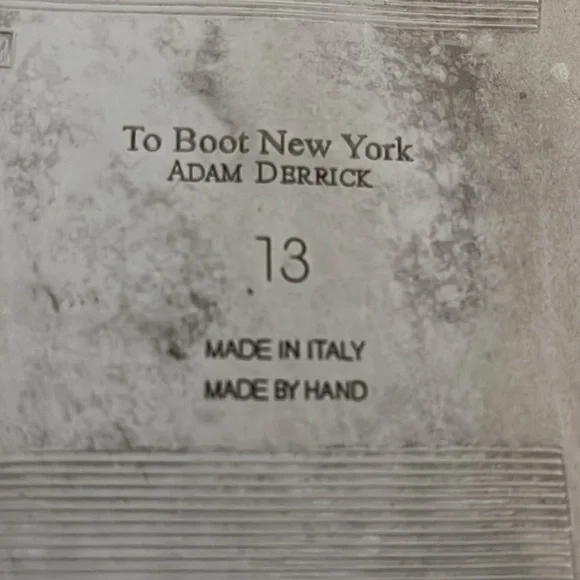 To Boot New York
ADAM DERRICK
13
MADE IN ITALY
MADE BY HAND